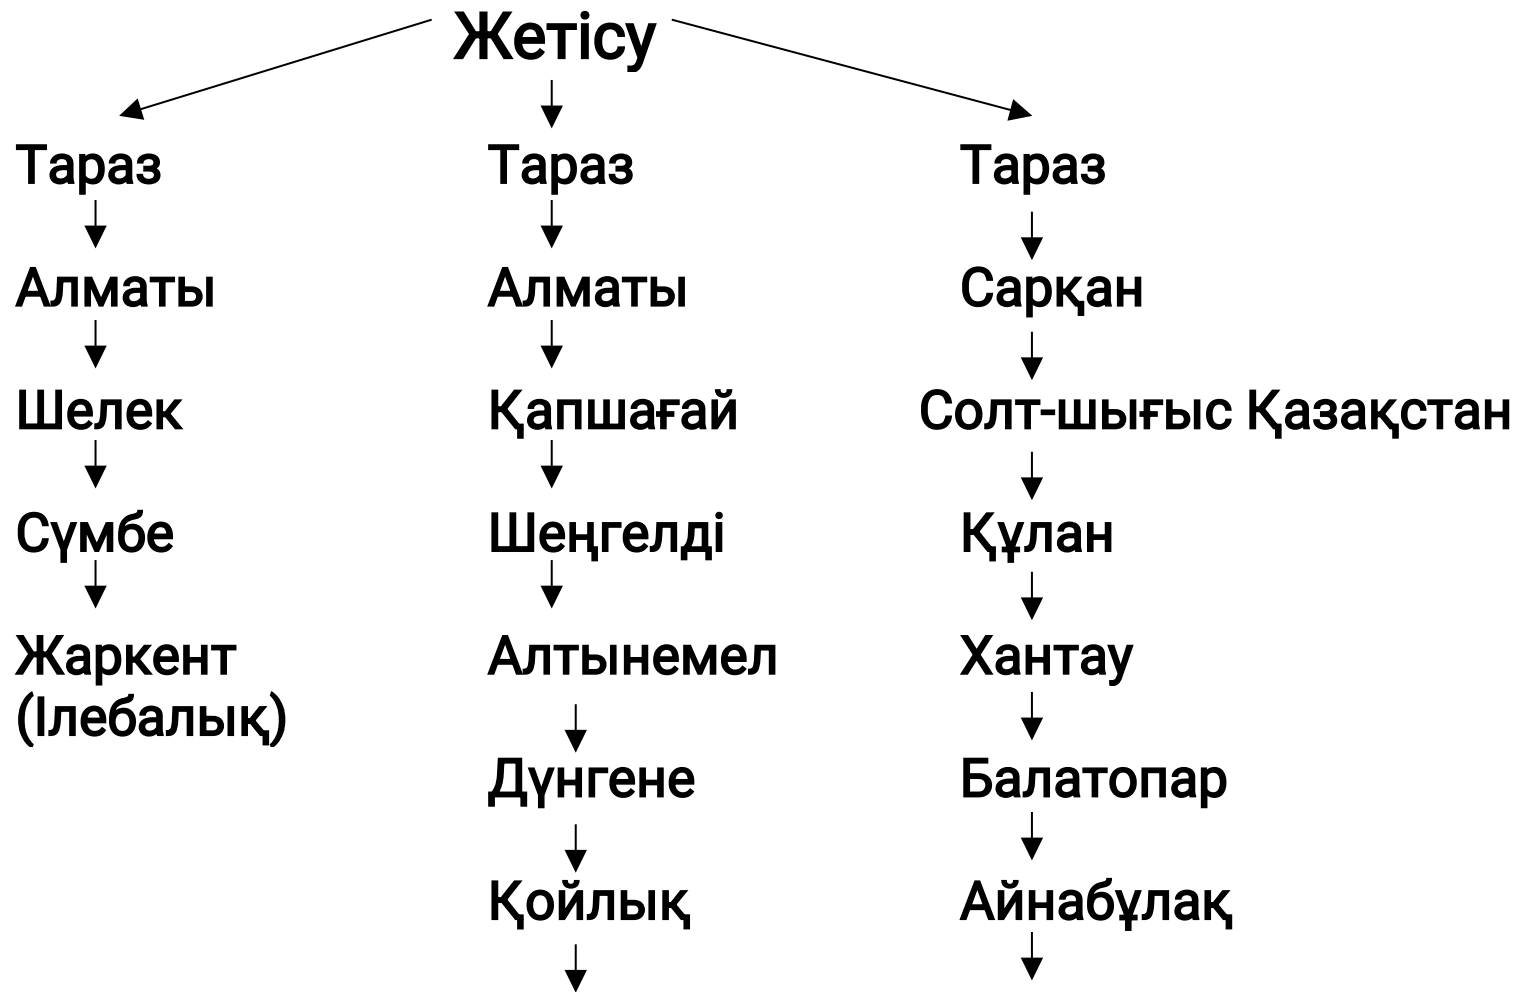 Жетісу
Тараз
Алматы
Шелек
Сүмбе
Жаркент
(Ілебалық)
Тараз
Алматы
Қапшағай
Шеңгелді
Алтынемел
Дүнгене
Қойлық
Тараз
Сарқан
Солт-шығыс Қазақстан
Құлан
Хантау
Балатопар
Айнабұлақ